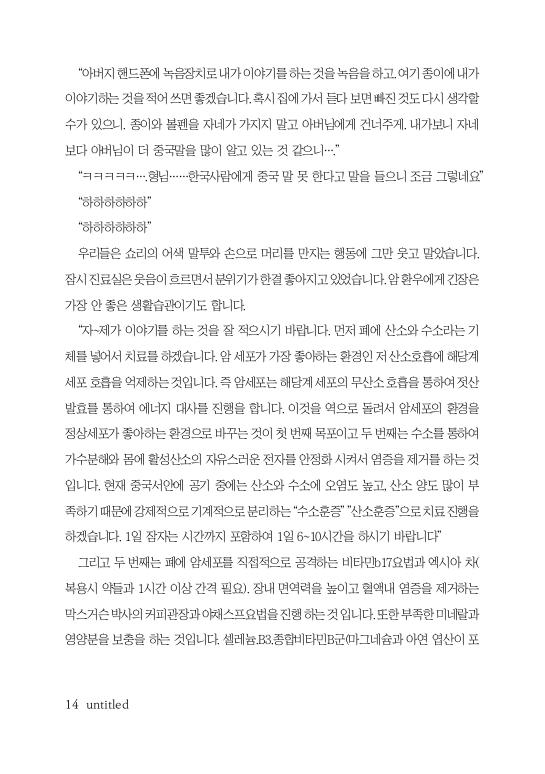 “아버지 핸드폰에 녹음장치로 내가 이야기를 하는 것을 녹음을 하고. 여기 종이에 내가
이야기하는 것을 적어 쓰면 좋겠습니다. 혹시 집에 가서 듣다 보면 빠진 것도 다시 생각할
수가 있으니. 종이와 볼펜을 자네가 가지지 말고 아버님에게 건너주게. 내가보니 자네
보다 아버님이 더 중국말을 많이 알고 있는 것 같으니….”
“ㅋㅋㅋㅋㅋ….형님……한국사람에게 중국 말 못 한다고 말을 들으니 조금 그렇네요”
“하하하하하하”
“하하하하하하”
우리들은 쇼리의 어색 말투와 손으로 머리를 만지는 행동에 그만 웃고 말았습니다.
잠시 진료실은 웃음이 흐르면서 분위기가 한결 좋아지고 있었습니다. 암 환우에게 긴장은
가장 안 좋은 생활습관이기도 합니다.
“자~제가 이야기를 하는 것을 잘 적으시기 바랍니다. 먼저 폐에 산소와 수소라는 기
체를 넣어서 치료를 하겠습니다. 암 세포가 가장 좋아하는 환경인 저 산소호흡에 해당계
세포 호흡을 억제하는 것입니다. 즉 암세포는 해당계 세포의 무산소 호흡을 통하여 젓산
발효를 통하여 에너지 대사를 진행을 합니다. 이것을 역으로 돌려서 암세포의 환경을
정상세포가 좋아하는 환경으로 바꾸는 것이 첫 번째 목포이고 두 번째는 수소를 통하여
가수분해와 몸에 활성산소의 자유스러운 전자를 안정화 시켜서 염증을 제거를 하는 것
입니다. 현재 중국서안에 공기 중에는 산소와 수소에 오염도 높고, 산소 양도 많이 부
족하기 때문에 강제적으로 기계적으로 분리하는 “수소훈증” ”산소훈증”으로 치료 진행을
하겠습니다. 1일 잠자는 시간까지 포함하여 1일 6~10시간을 하시기 바랍니다”
그리고 두 번째는 폐에 암세포를 직접적으로 공격하는 비타민b17요법과 엑시아 차(
복용시 약들과 1시간 이상 간격 필요). 장내 면역력을 높이고 혈액내 염증을 제거하는
막스거슨 박사의 커피관장과 야채스프요법을 진행 하는 것 입니다. 또한 부족한 미네랄과
영양분을 보충을 하는 것입니다. 셀레늄.B3.종합비타민B군(마그네슘과 아연 엽산이 포
14 untitled